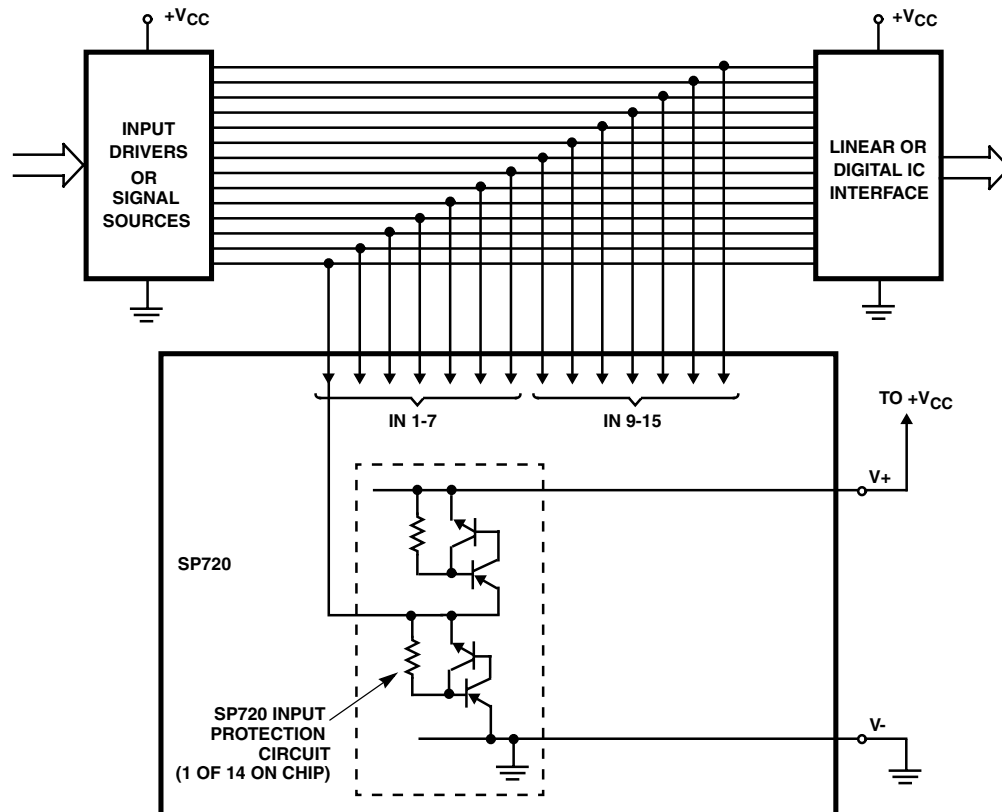 +VCC
+VCC
INPUT
DRIVERS
OR
SIGNAL
SOURCES
LINEAR OR
DIGITAL IC
INTERFACE
IN 1-7
IN 9-15
TO +VCC
V+
SP720
SP720 INPUT
PROTECTION
CIRCUIT
(1 OF 14 ON CHIP)
V-